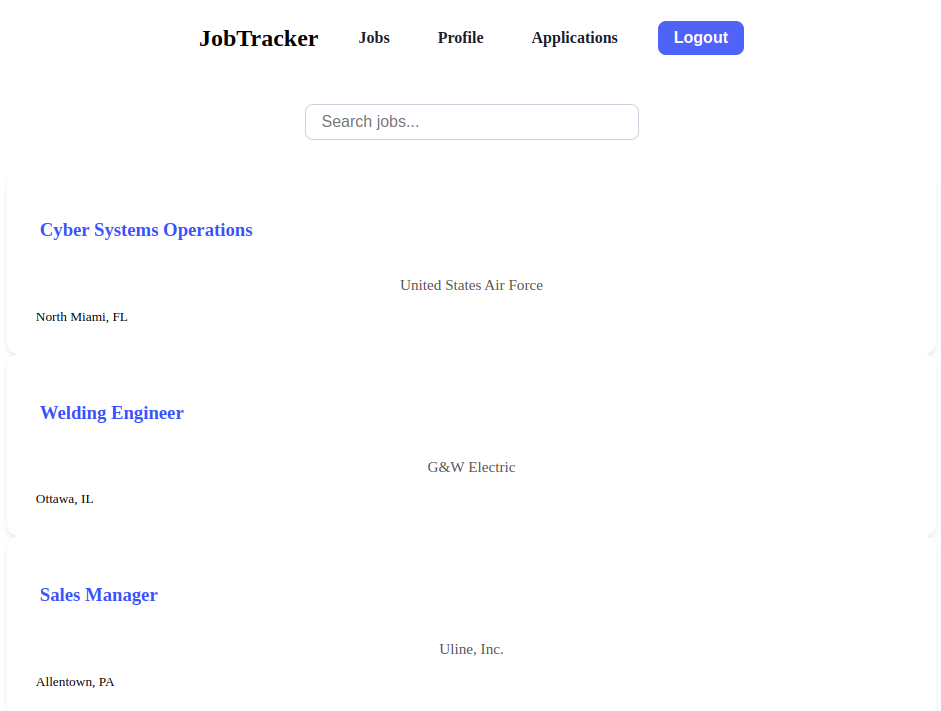 JobTracker Jobs Profile Applications Logout
Search jobs...
Cyber Systems Operations
United States Air Force
North Miami, FL
Welding Engineer
G&W Electric
Ottawa, IL
Sales Manager
Uline, Inc.
Allentown, PA